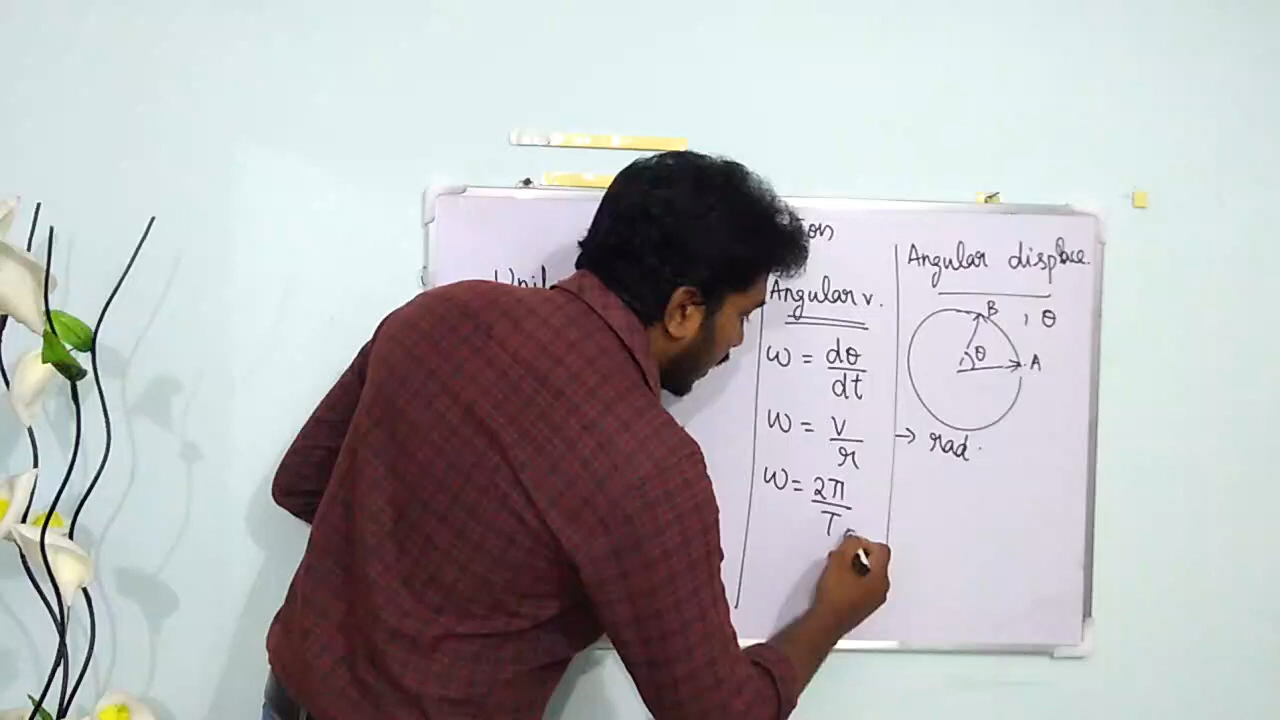 Angular v.
ω = dθ/dt
ω = v/r
ω = 2π/T
Angular displace.
B , θ
θ A
→ rad.